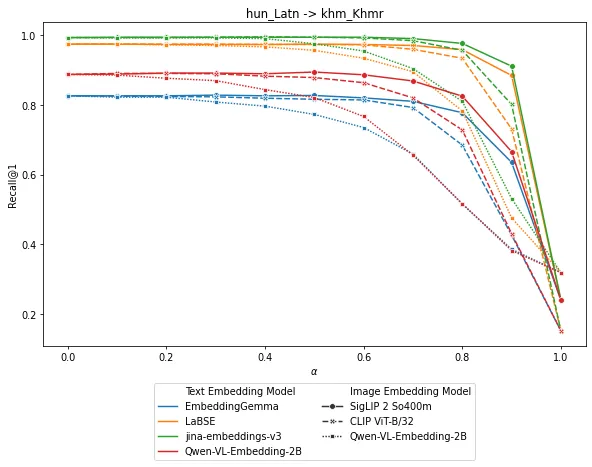 hun_Latn -> khm_Khmr
1.0
0.8
0.6
0.4
0.2
Recall@1
0.0 0.2 0.4 0.6 0.8 1.0
α
Text Embedding Model
EmbeddingGemma
LaBSE
jina-embeddings-v3
Qwen-VL-Embedding-2B
Image Embedding Model
SigLIP 2 So400m
CLIP ViT-B/32
Qwen-VL-Embedding-2B